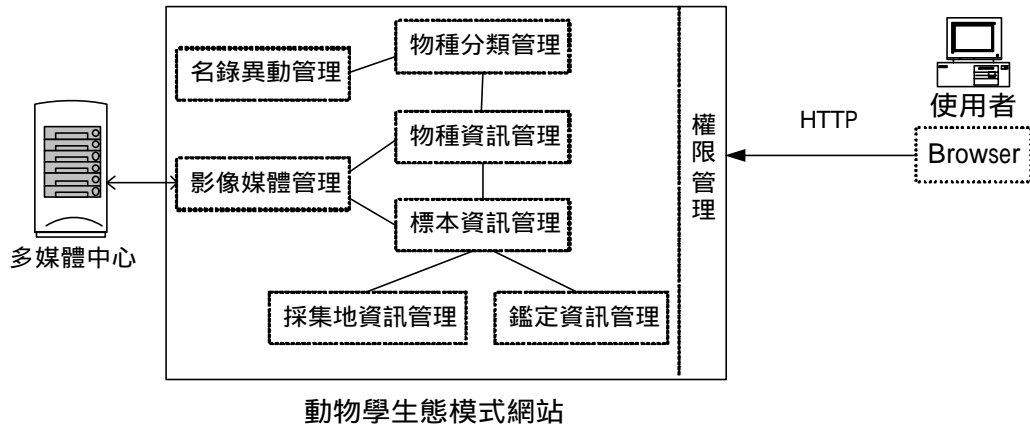 物種分類管理
名錄異動管理
物種資訊管理
影像媒體管理
標本資訊管理
採集地資訊管理
鑑定資訊管理
權限管理
HTTP
使用者
Browser
多媒體中心
動物學生態模式網站